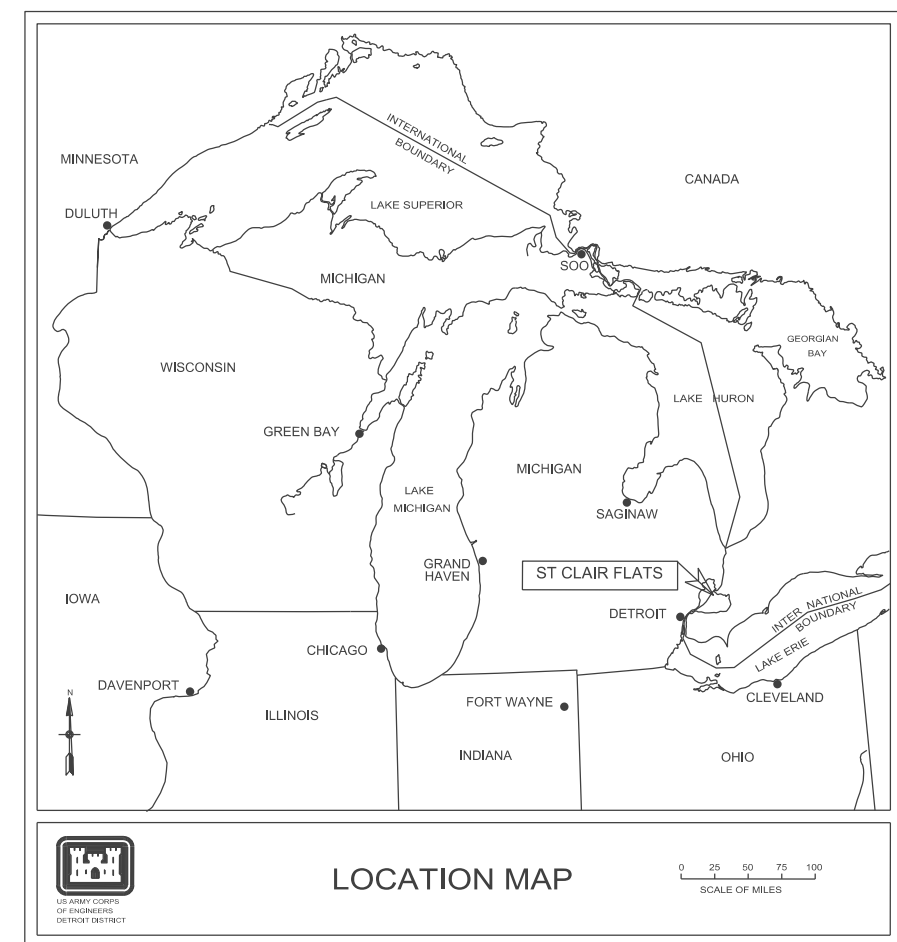 INTERNATIONAL
BOUNDARY
MINNESOTA
CANADA
LAKE SUPERIOR
DULUTH
SOO
MICHIGAN
GEORGIAN
BAY
WISCONSIN
LAKE HURON
GREEN BAY
MICHIGAN
LAKE
MICHIGAN
SAGINAW
GRAND
HAVEN
ST CLAIR FLATS
IOWA
DETROIT
INTER NATIONAL
BOUNDARY
CHICAGO
LAKE ERIE
DAVENPORT
CLEVELAND
FORT WAYNE
N
ILLINOIS
INDIANA
OHIO
US ARMY CORPS
OF ENGINEERS
DETROIT DISTRICT
LOCATION MAP
0 25 50 75 100
SCALE OF MILES